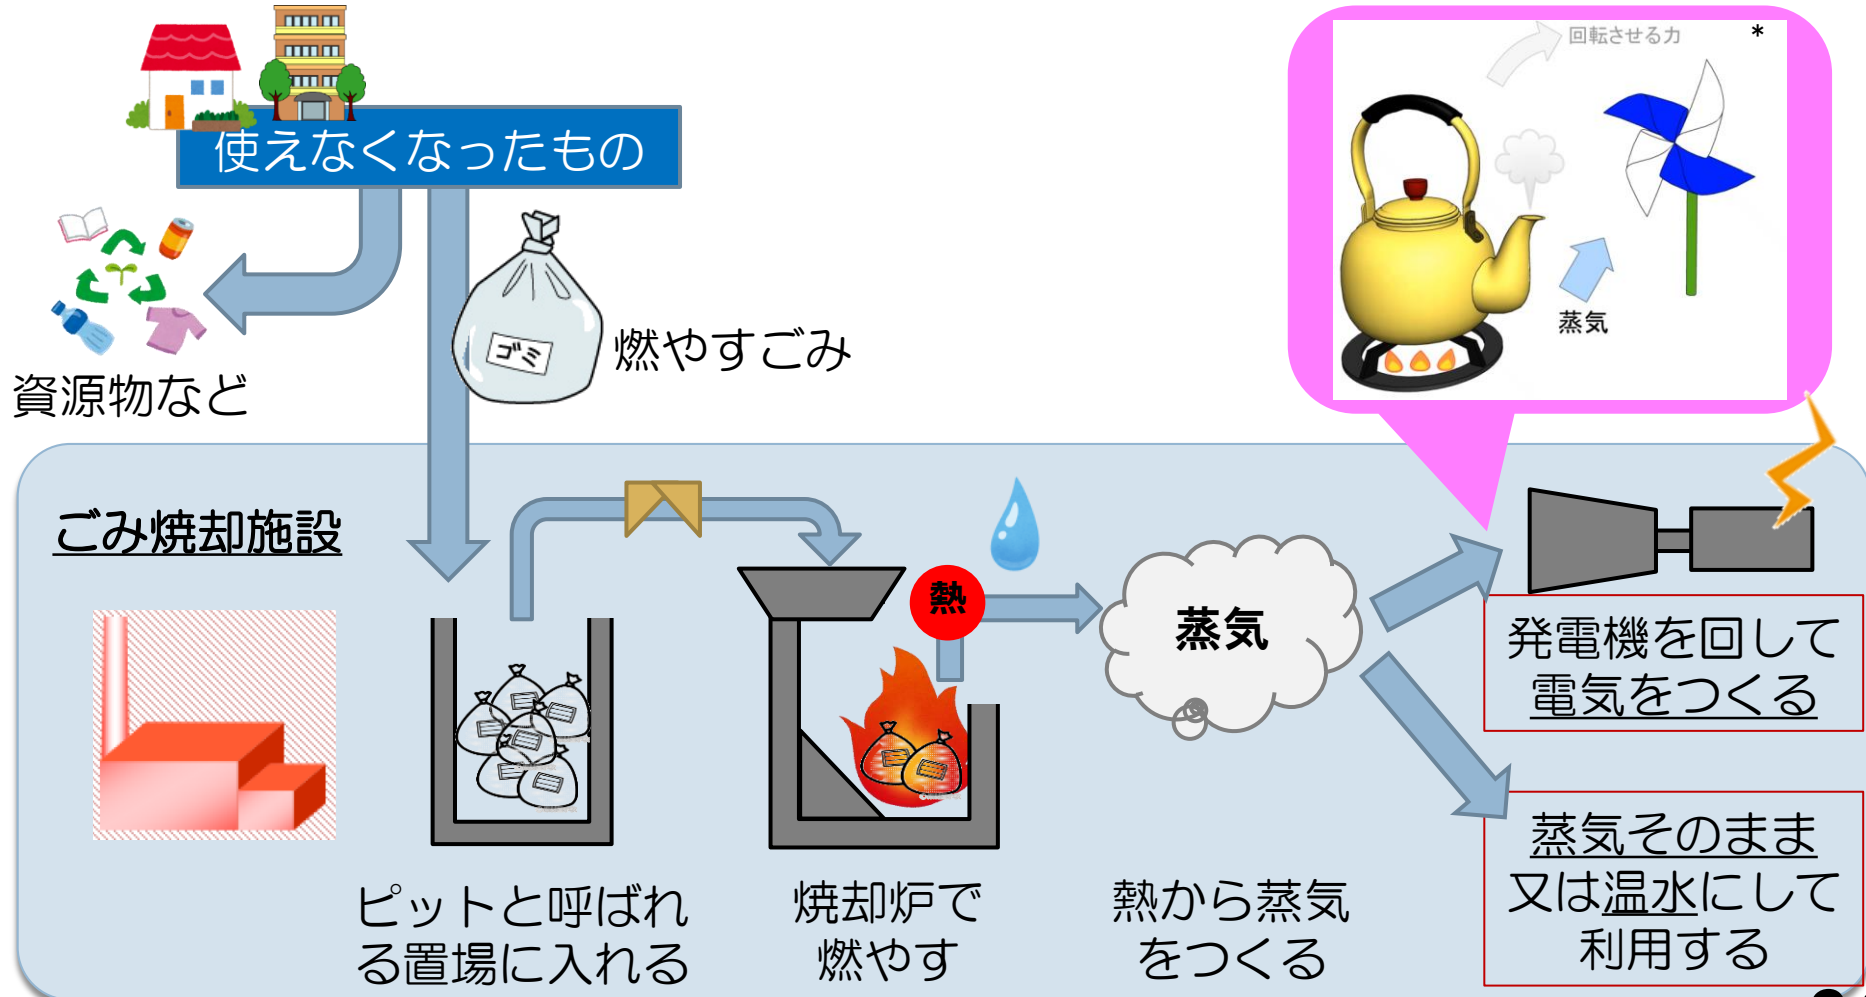 回転させる力
*
使えなくなったもの
蒸気
ゴミ
燃やすごみ
資源物など
ごみ焼却施設
熱
蒸気
発電機を回して
電気をつくる
蒸気そのまま
又は温水にして
利用する
ピットと呼ばれ
る置場に入れる
焼却炉で
燃やす
熱から蒸気
をつくる